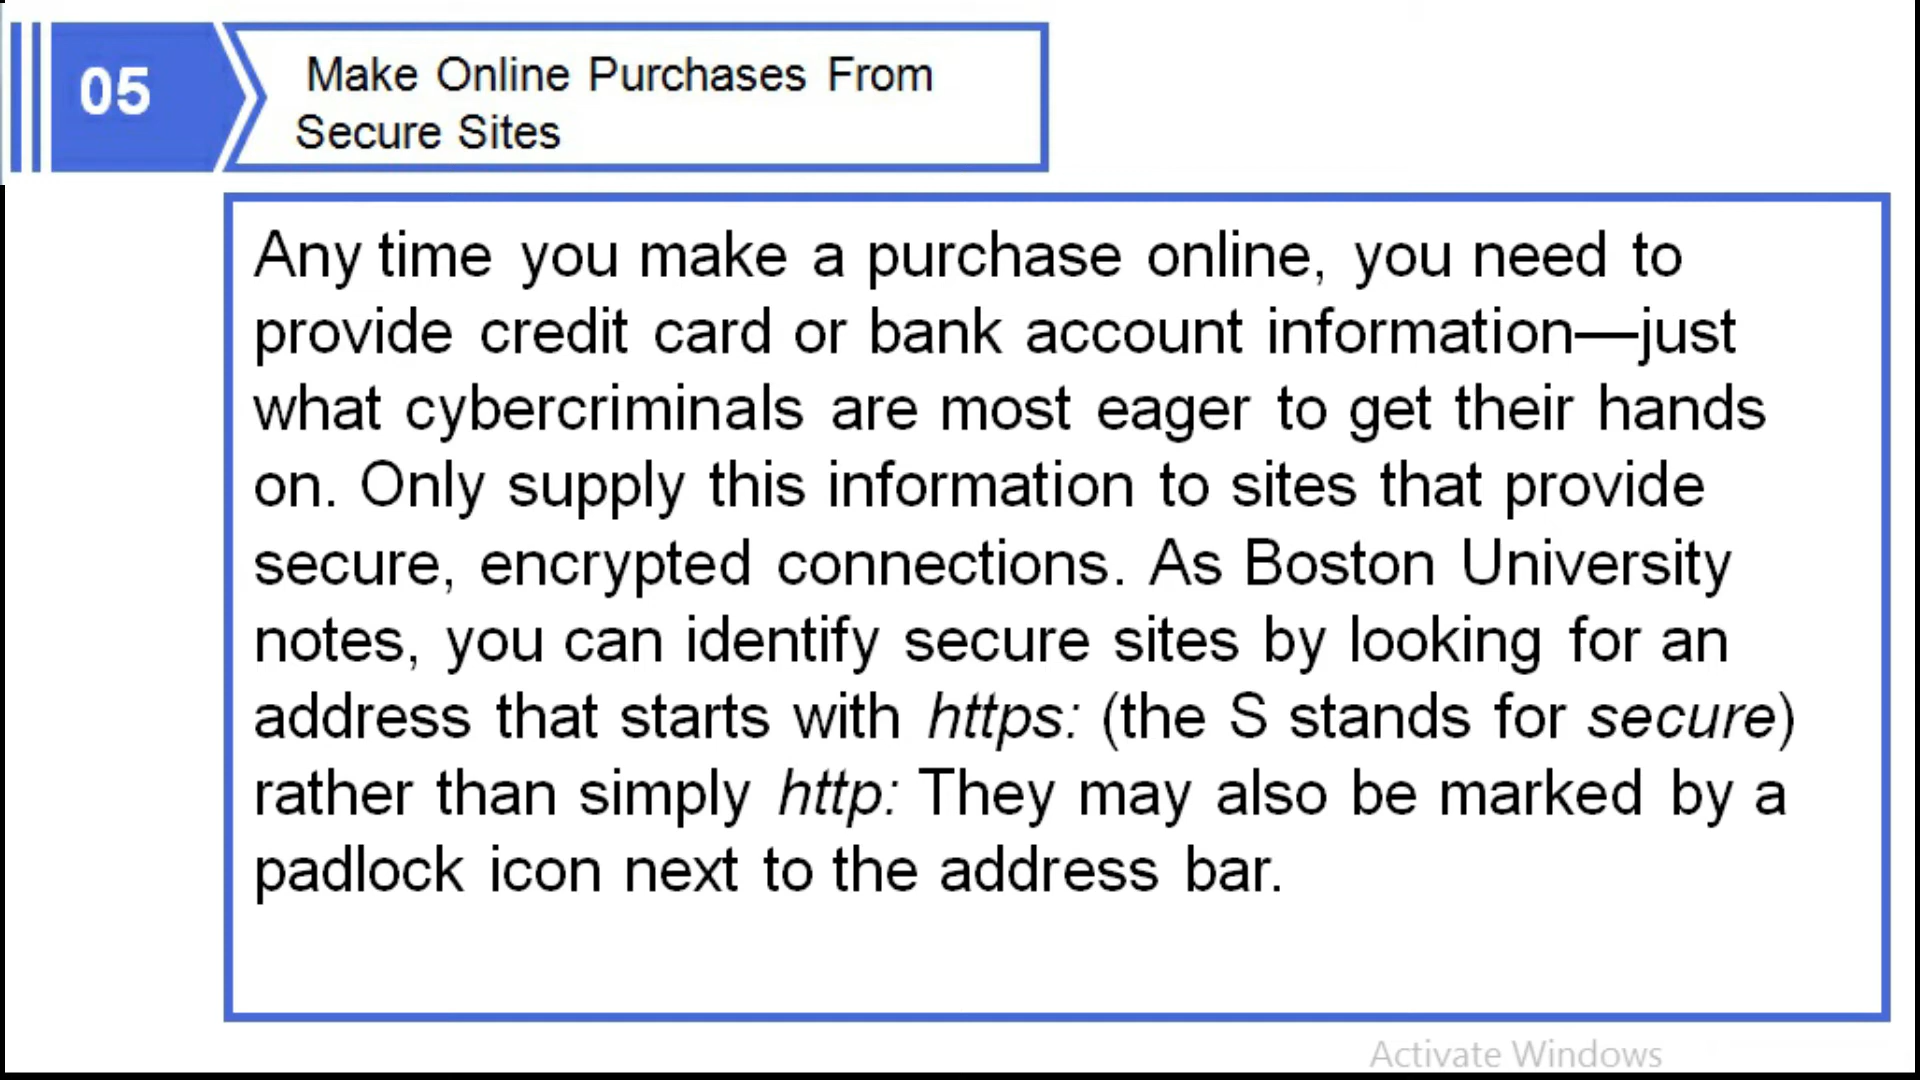 05
Make Online Purchases From
Secure Sites
Any time you make a purchase online, you need to
provide credit card or bank account information—just
what cybercriminals are most eager to get their hands
on. Only supply this information to sites that provide
secure, encrypted connections. As Boston University
notes, you can identify secure sites by looking for an
address that starts with https: (the S stands for secure)
rather than simply http: They may also be marked by a
padlock icon next to the address bar.
Activate Windows